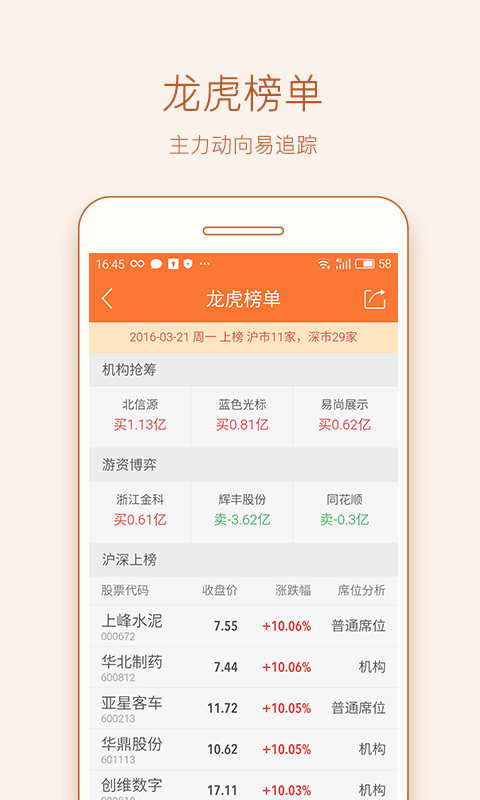 龙虎榜单
主力动向易追踪
16:45 4G 58
龙虎榜单
2016-03-21 周一 上榜 沪市11家，深市29家
机构抢筹
北信源 蓝色光标 易尚展示
买1.13亿 买0.81亿 买0.62亿
游资博弈
浙江金科 辉丰股份 同花顺
买0.61亿 卖-3.62亿 卖-0.3亿
沪深上榜
股票代码 收盘价 涨跌幅 席位分析
上峰水泥 7.55 +10.06% 普通席位
000672
华北制药 7.44 +10.06% 机构
600812
亚星客车 11.72 +10.05% 普通席位
600213
华鼎股份 10.62 +10.05% 机构
601113
创维数字 17.11 +10.03% 机构